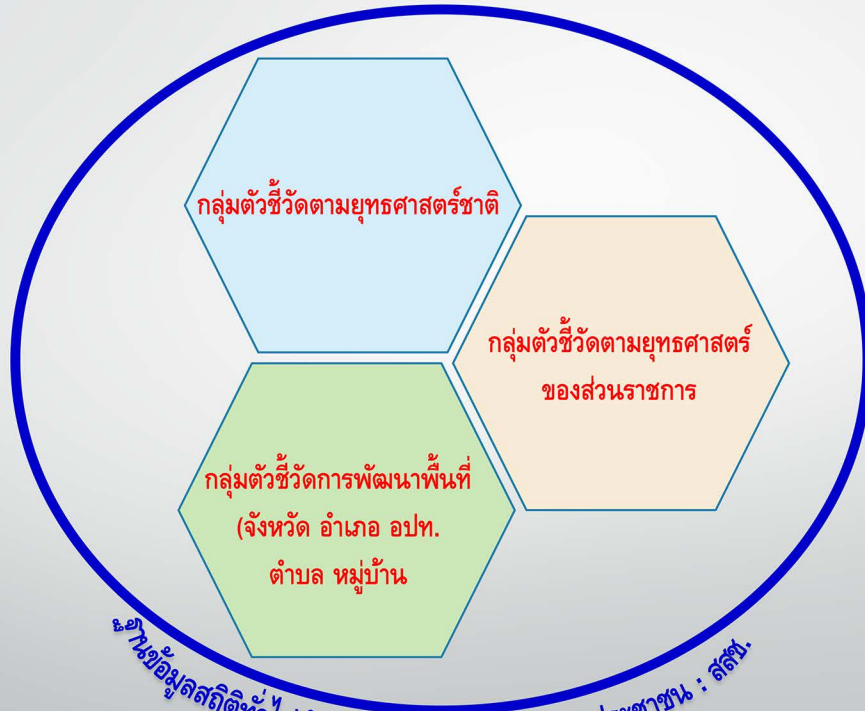 กลุ่มตัวชี้วัดตามยุทธศาสตร์ชาติ
กลุ่มตัวชี้วัดตามยุทธศาสตร์
ของส่วนราชการ
กลุ่มตัวชี้วัดการพัฒนาพื้นที่
(จังหวัด อำเภอ อปท.
ตำบล หมู่บ้าน
ฐานข้อมูลสถิติทั่วไป ประชาชน : สสช.